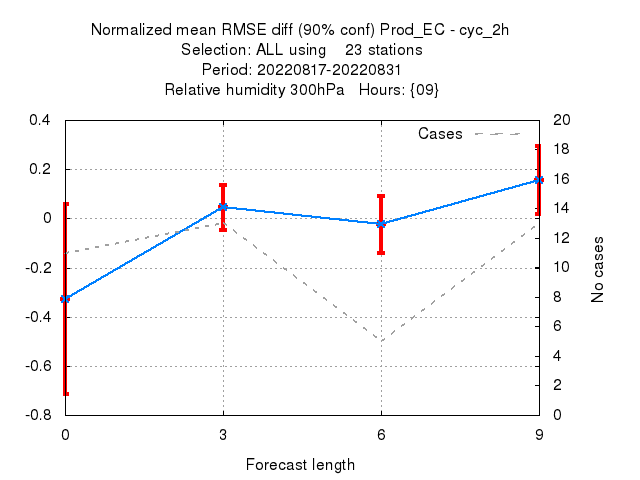 Normalized mean RMSE diff (90% conf) Prod_EC - cyc_2h
Selection: ALL using    23 stations
Period: 20220817-20220831
Relative humidity 300hPa   Hours: {09}
Cases
0.4
0.2
0
-0.2
-0.4
-0.6
-0.8
20
18
16
14
12
10
8
6
4
2
0
No cases
0 3 6 9
Forecast length